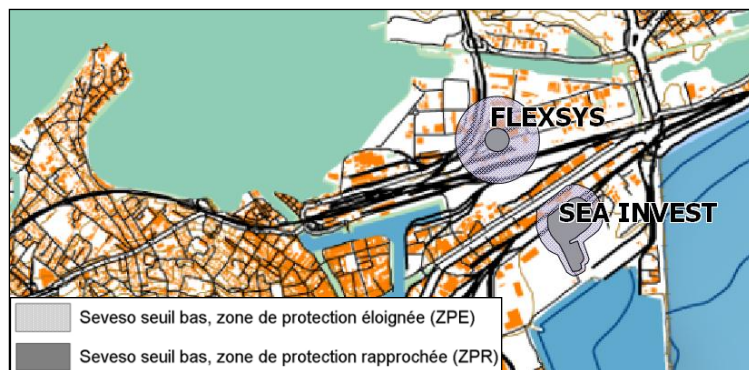 FLEXSYS
SEA INVEST
Seveso seuil bas, zone de protection éloignée (ZPE)
Seveso seuil bas, zone de protection rapprochée (ZPR)